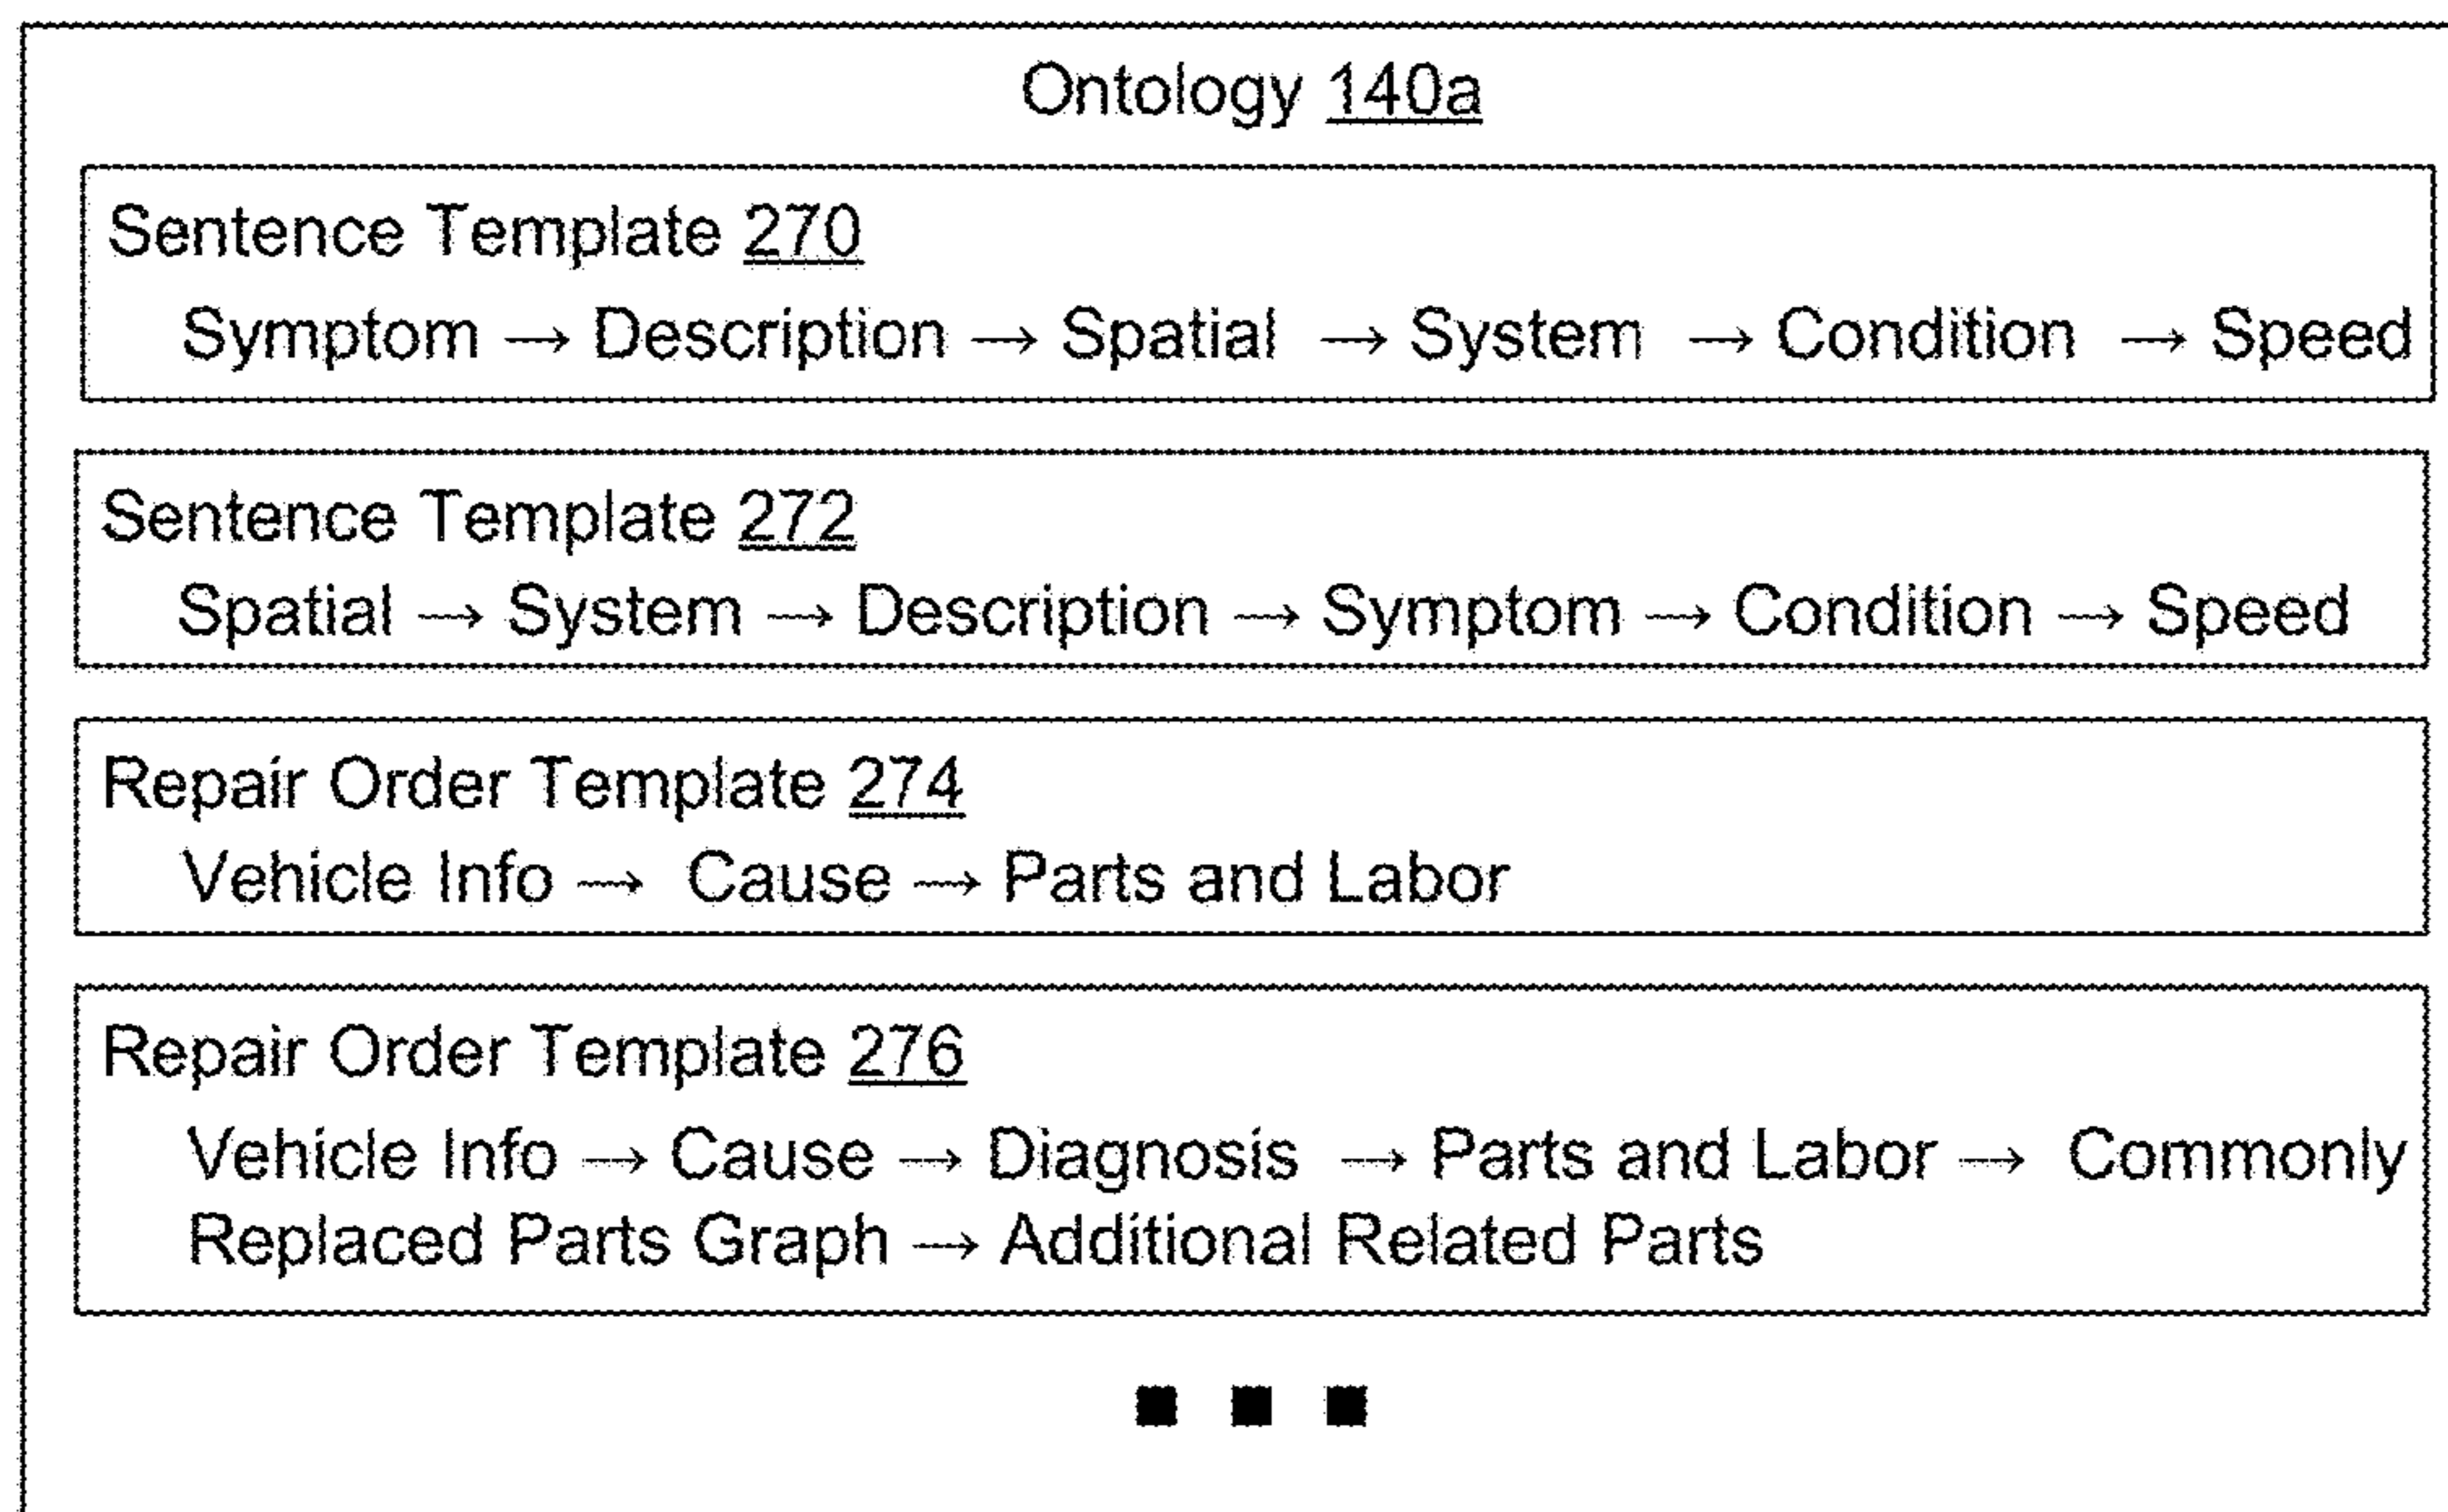 Ontology 140a
Sentence Template 270
Symptom → Description → Spatial → System → Condition → Speed
Sentence Template 272
Spatial → System → Description → Symptom → Condition → Speed
Repair Order Template 274
Vehicle Info → Cause → Parts and Labor
Repair Order Template 276
Vehicle Info → Cause → Diagnosis → Parts and Labor → Commonly
Replaced Parts Graph → Additional Related Parts